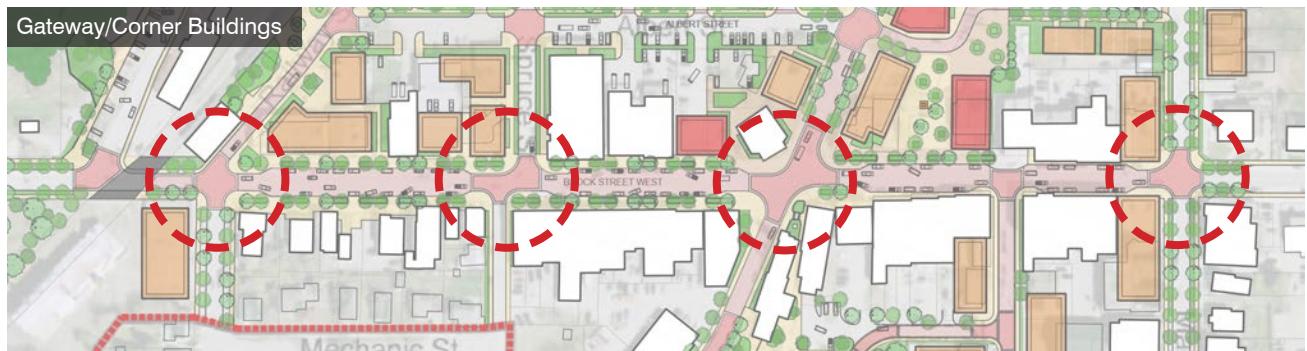 Gateway/Corner Buildings
ALBERT STREET
BROCK STREET WEST
Mechanic St